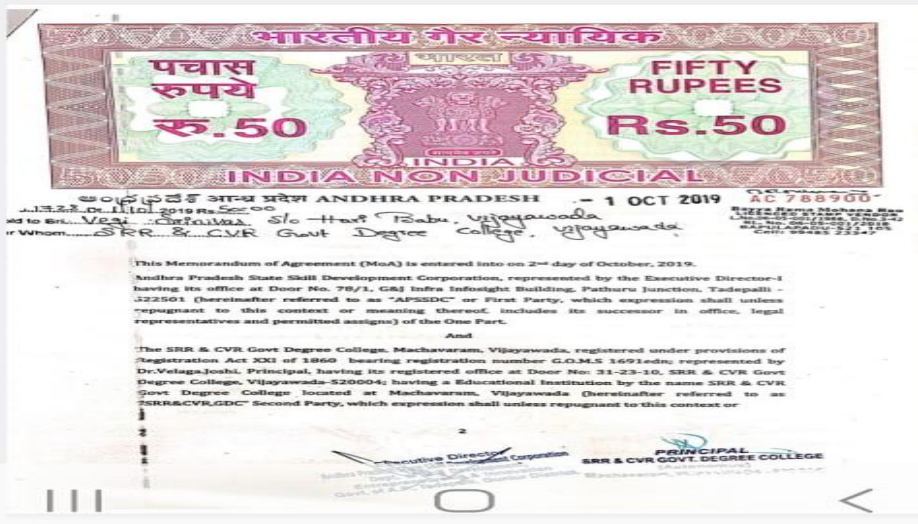 भारतीय गैर न्यायिक
भारत
पचास
रुपये
रु.50
FIFTY
RUPEES
Rs.50
सत्यमेव जयते
INDIA
INDIA NON JUDICIAL
ఆంధ్రప్రదేశ్ आन्ध्र प्रदेश ANDHRA PRADESH
- 1 OCT 2019
AC 788900
2019 Rs.
S/o Hari Babu, Vijayawada
Whom SRR & CVR Govt Degree College, Vijayawada
This Memorandum of Agreement (MoA) is entered into on 2nd day of October, 2019.
Andhra Pradesh State Skill Development Corporation, represented by the Executive Director-I
having its office at Door No. 78/1, G&J Infra Infosight Building, Pathuru Junction, Tadepalli -
522501 (hereinafter referred to as "APSSDC" or First Party, which expression shall unless
repugnant to this context or meaning thereof, includes its successor in office, legal
representatives and permitted assigns) of the One Part.
And
The SRR & CVR Govt Degree College, Machavaram, Vijayawada, registered under provisions of
Registration Act XXI of 1860 bearing registration number G.O.M.S 1691edn; represented by
Dr.Velaga.Joshi, Principal, having its registered office at Door No: 31-23-10, SRR & CVR Govt
Degree College, Vijayawada-520004; having a Educational Institution by the name SRR & CVR
Govt Degree College located at Machavaram, Vijayawada (hereinafter referred to as
"SRR&CVR.GDC" Second Party, which expression shall unless repugnant to this context or
2
Executive Director
Development Corporation
PRINCIPAL
SRR & CVR GOVT. DEGREE COLLEGE
(Autonomous)